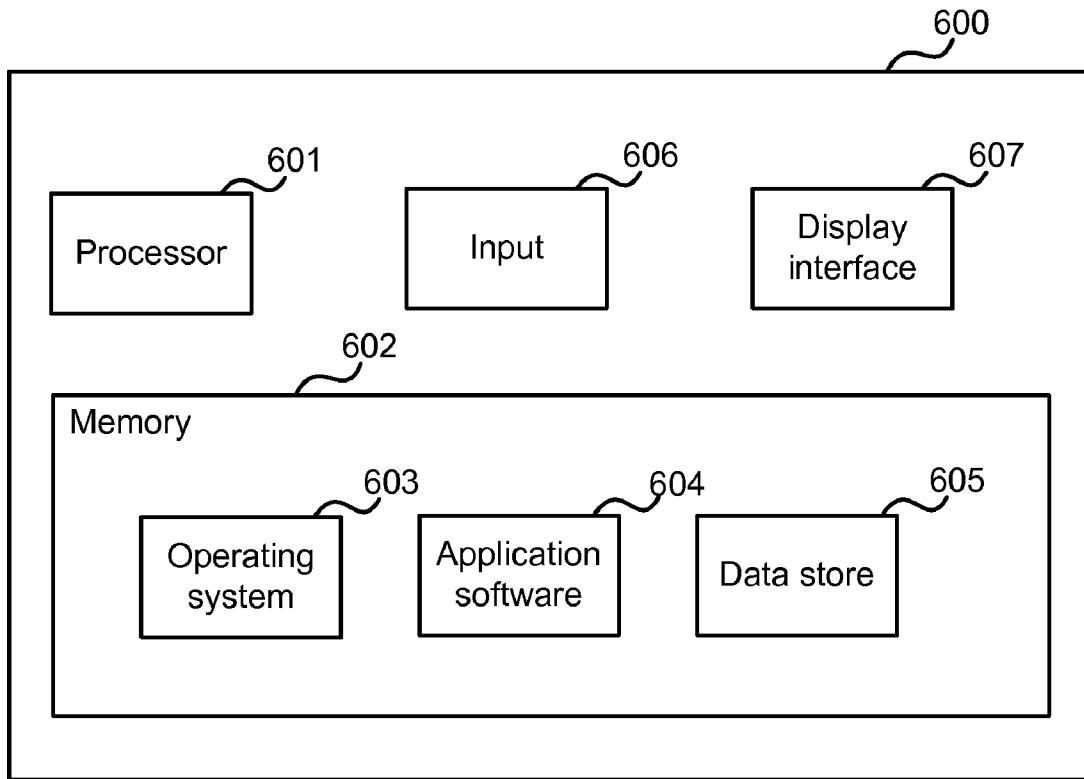 600
601
606
607
Processor
Input
Display
interface
602
Memory
603
604
605
Operating
system
Application
software
Data store